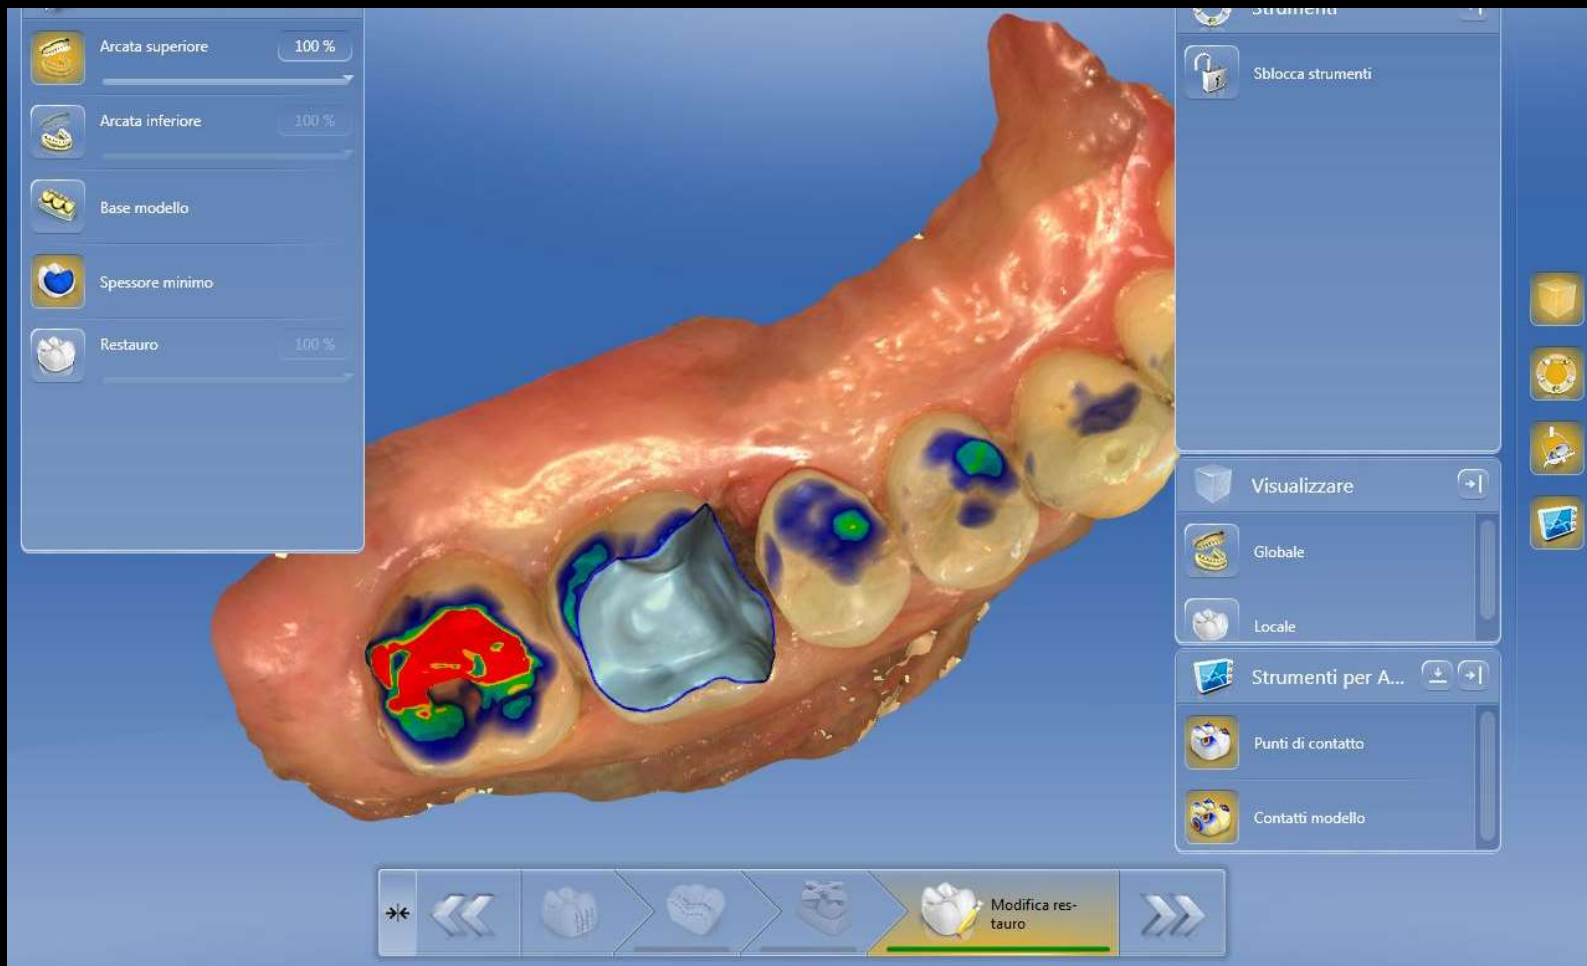 Arcata superiore
100 %
Arcata inferiore
100 %
Base modello
Spessore minimo
Restauro
100 %
Strumenti
Sblocca strumenti
Visualizzare
Globale
Locale
Strumenti per A...
Punti di contatto
Contatti modello
Modifica res-
tauro